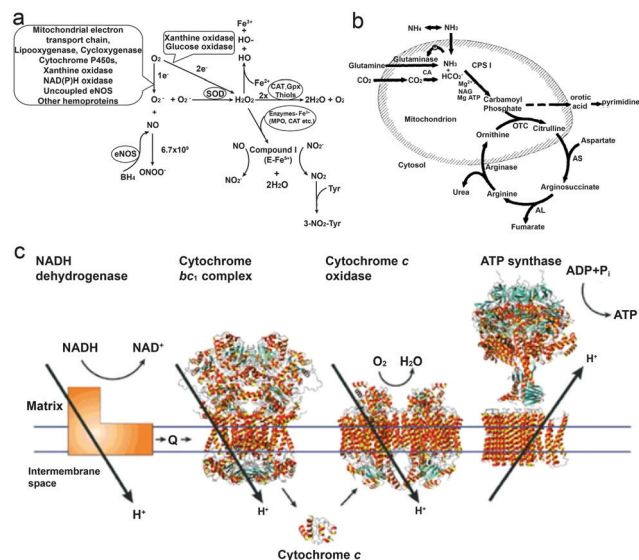 a
Mitochondrial electron
transport chain,
Lipooxygenase, Cyclooxygenase
Cytochrome P450s,
Xanthine oxidase
NAD(P)H oxidase
Uncoupled eNOS
Other hemoproteins
Xanthine oxidase
Glucose oxidase
Fe³⁺
+
HO-
+
HO
O₂
1e⁻
2e⁻
Fe²⁺
O₂⁻ + O₂⁻
SOD
H₂O₂
2x
CAT, Gpx
Thiols
2H₂O + O₂
+
NO
Enzymes-Fe³⁺
(MPO, CAT etc.)
eNOS
6.7x10⁹
BH₄
ONOO⁻
NO
NO₂⁻
Compound I
(E-Fe⁵⁺)
+
2H₂O
NO₂⁻
NO₂
Tyr
3-NO₂-Tyr
b
NH₄
NH₃
Glutamine
Glutaminase
NH₃
+
HCO₃⁻
CPS I
CO₂
CO₂
CA
Mg²⁺
NAG
Mg ATP
Carbamoyl
Phosphate
orotic
acid
pyrimidine
Mitochondrion
OTC
Ornithine
Citrulline
Cytosol
Aspartate
AS
Arginase
Urea
Arginine
Arginosuccinate
AL
Fumarate
c
NADH
dehydrogenase
Cytochrome
bc₁ complex
Cytochrome c
oxidase
ATP synthase
ADP+Pᵢ
ATP
NADH
NAD⁺
O₂
H₂O
H⁺
Matrix
Q
Intermembrane
space
H⁺
H⁺
H⁺
Cytochrome c